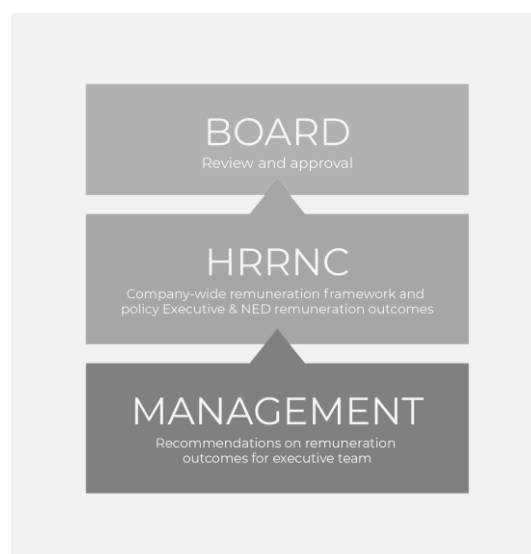 BOARD
Review and approval
HRRNC
Company-wide remuneration framework and
policy Executive & NED remuneration outcomes
MANAGEMENT
Recommendations on remuneration
outcomes for executive team